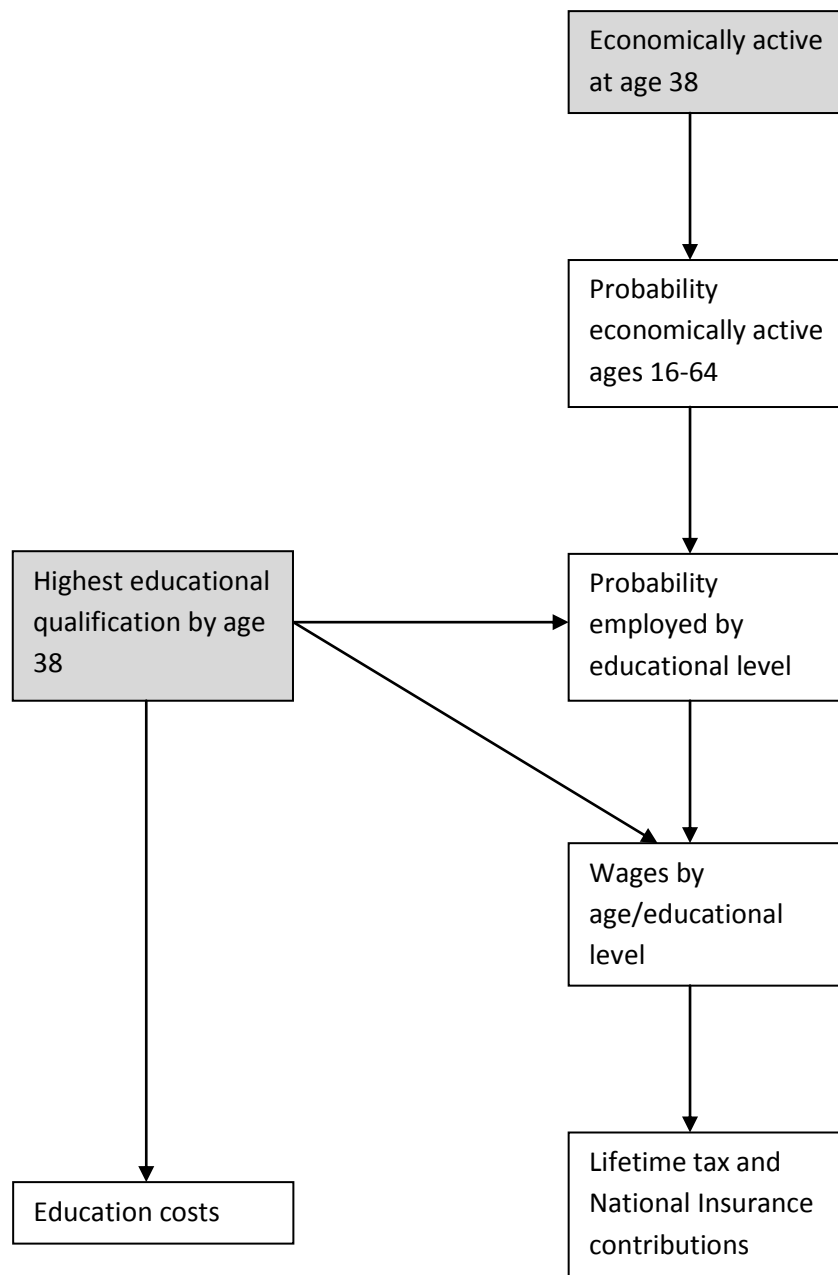 Economically active
at age 38
Probability
economically active
ages 16-64
Highest educational
qualification by age
38
Probability
employed by
educational level
Wages by
age/educational
level
Education costs
Lifetime tax and
National Insurance
contributions